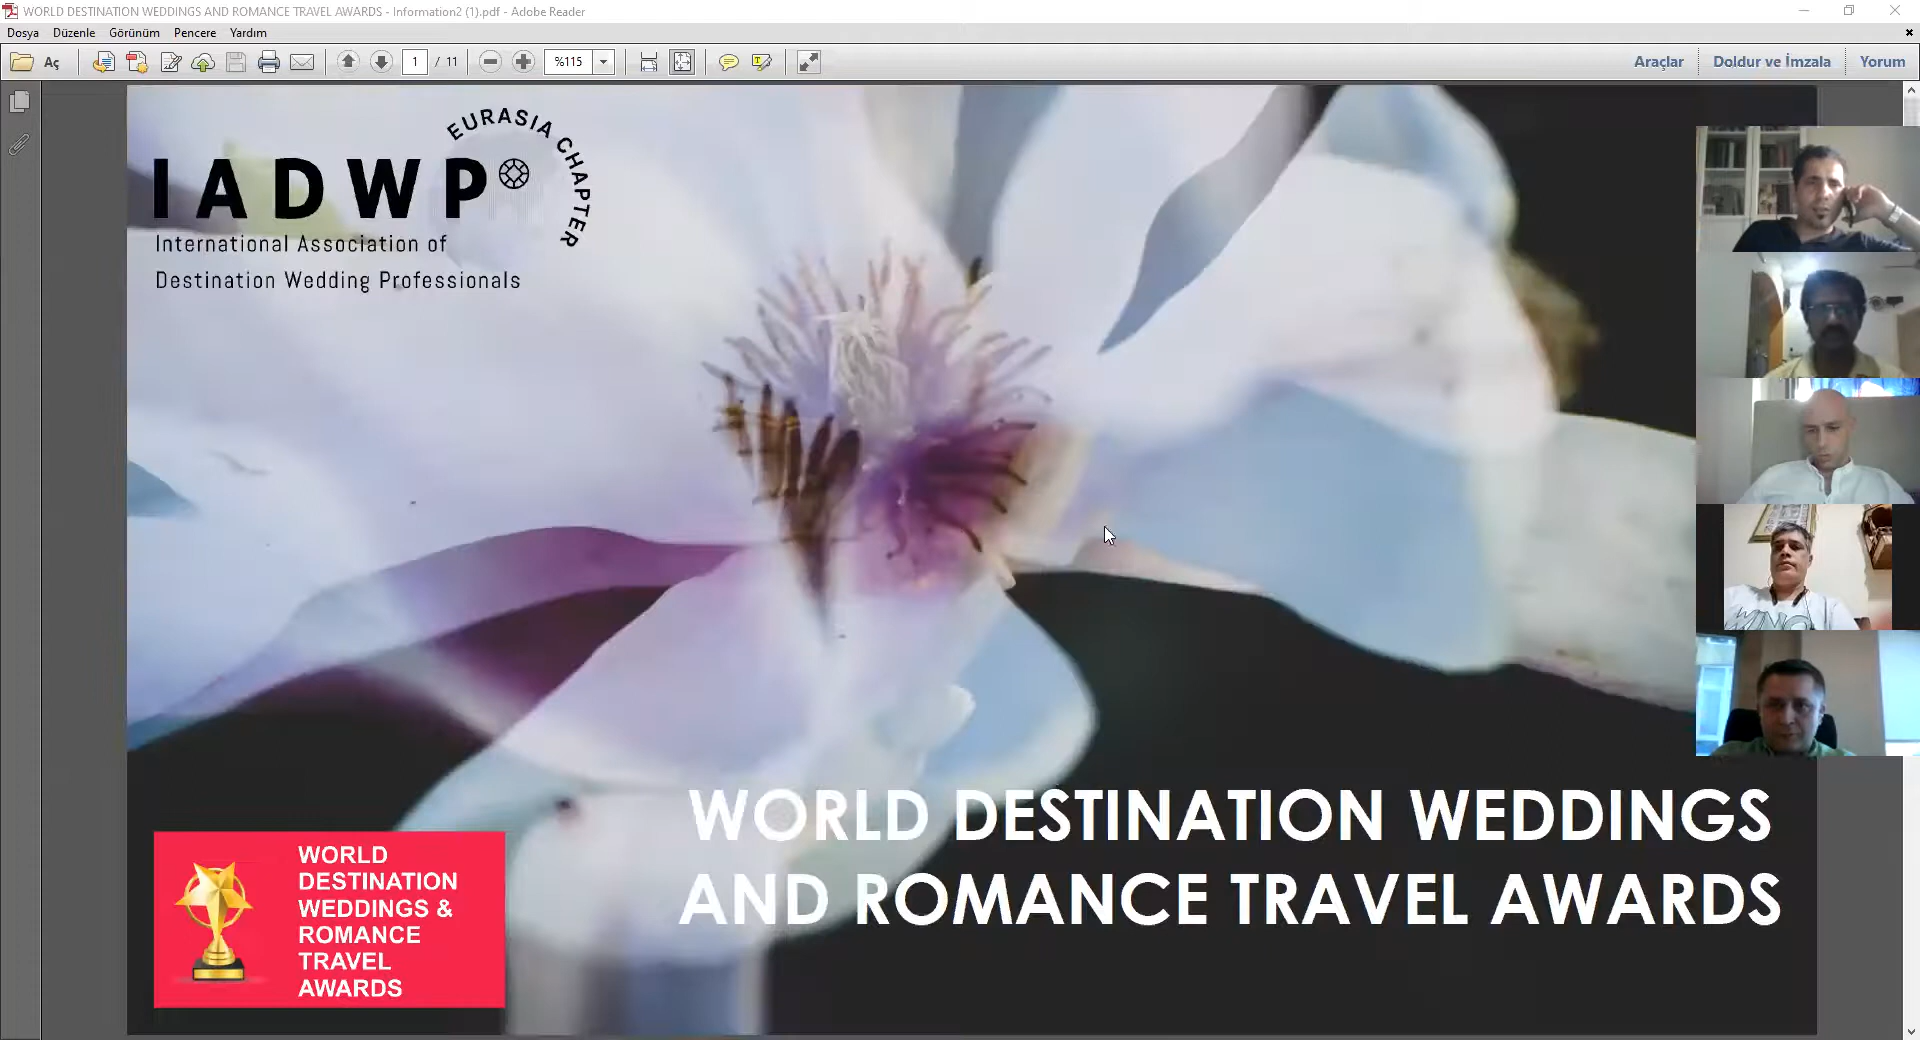 WORLD DESTINATION WEDDINGS AND ROMANCE TRAVEL AWARDS - Information2 (1).pdf - Adobe Reader
Dosya Düzenle Görünüm Pencere Yardım
Aç 1 / 11 %115 Araçlar Doldur ve İmzala Yorum
EURASIA CHAPTER
IADWP
International Association of
Destination Wedding Professionals
WORLD DESTINATION WEDDINGS
AND ROMANCE TRAVEL AWARDS
WORLD
DESTINATION
WEDDINGS &
ROMANCE
TRAVEL
AWARDS